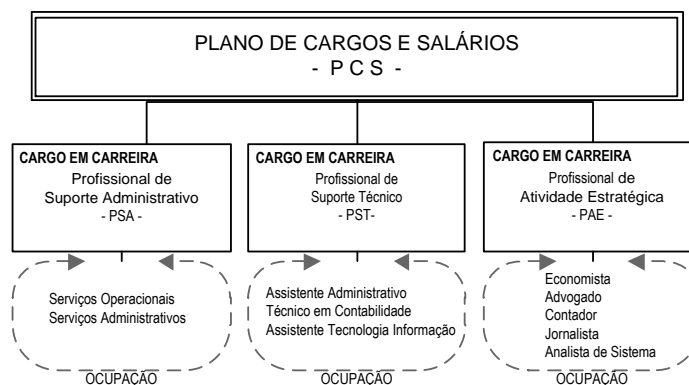 PLANO DE CARGOS E SALÁRIOS
- P C S -
CARGO EM CARREIRA
Profissional de
Suporte Administrativo
- PSA -
CARGO EM CARREIRA
Profissional de
Suporte Técnico
- PST-
CARGO EM CARREIRA
Profissional de
Atividade Estratégica
- PAE -
Serviços Operacionais
Serviços Administrativos
OCUPAÇÃO
Assistente Administrativo
Técnico em Contabilidade
Assistente Tecnologia Informação
OCUPAÇÃO
Economista
Advogado
Contador
Jornalista
Analista de Sistema
OCUPAÇÃO